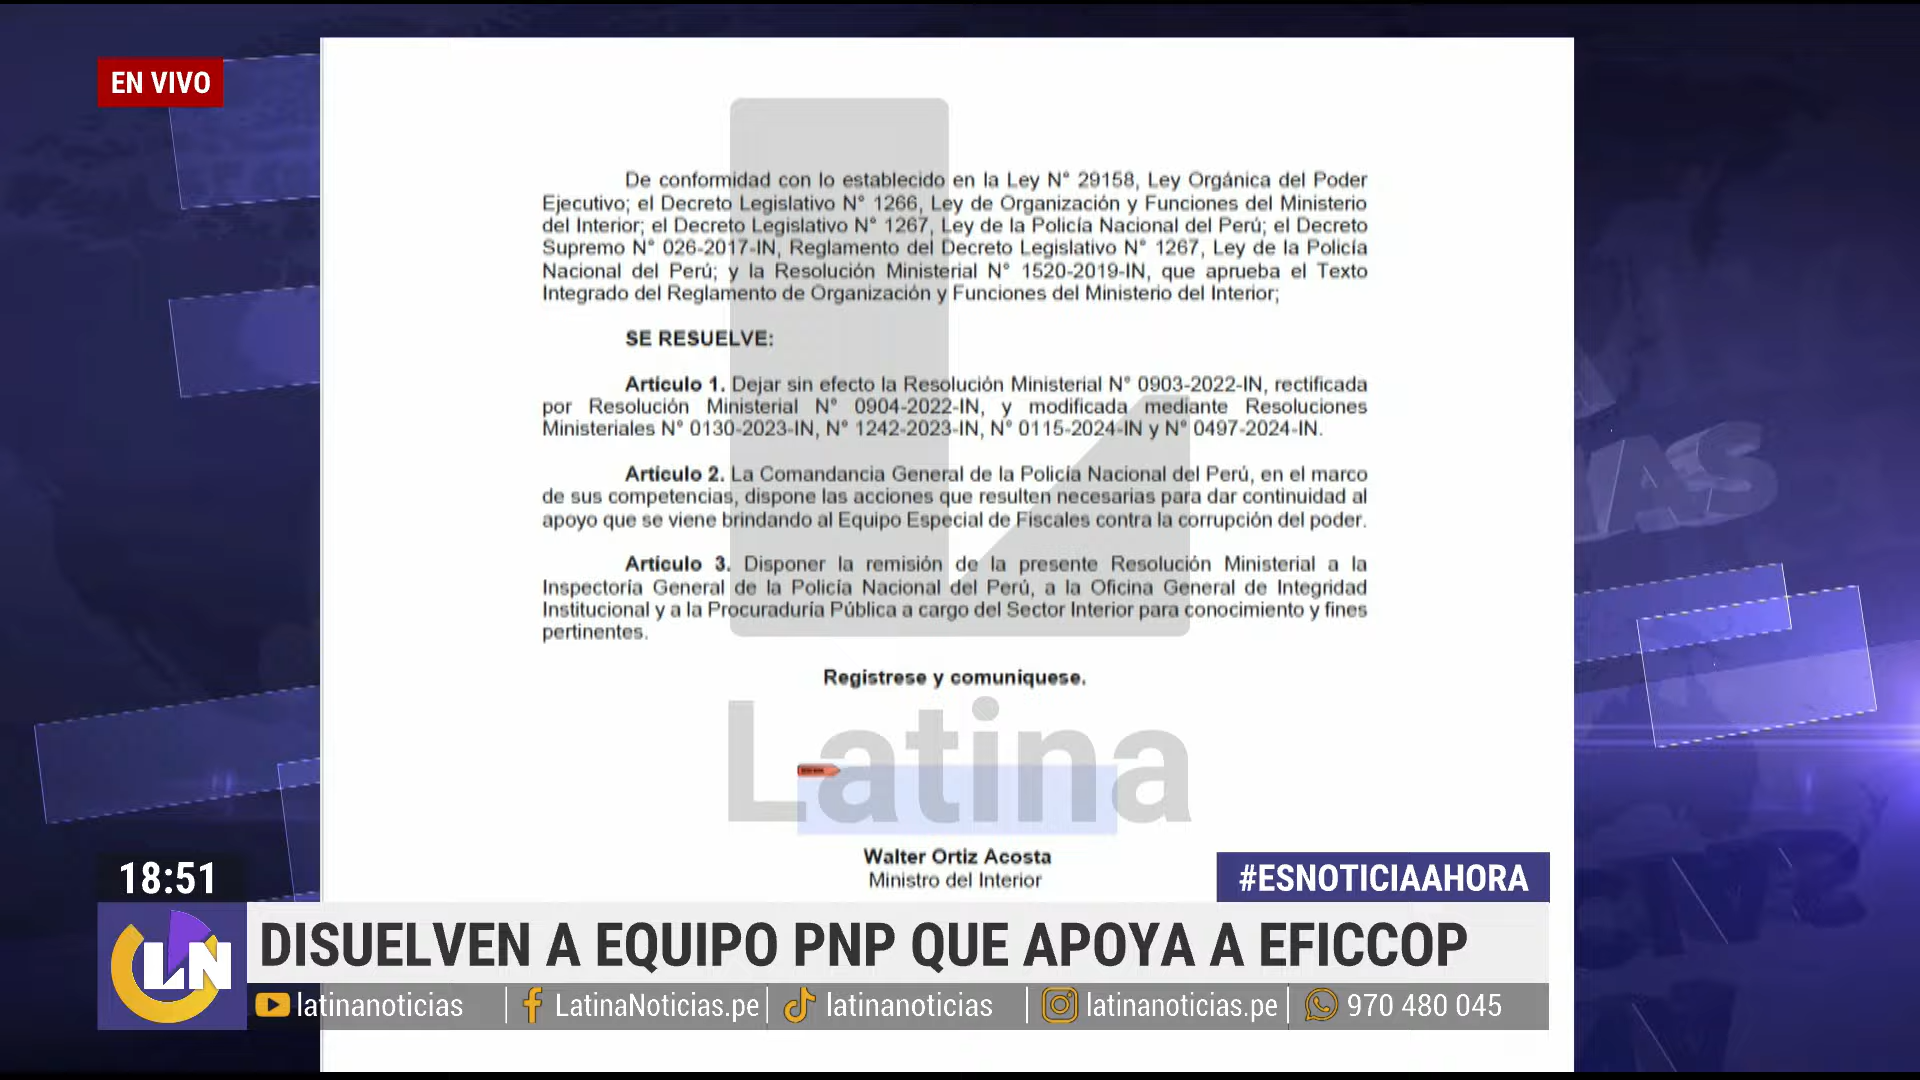 EN VIVO
De conformidad con lo establecido en la Ley N° 29158, Ley Orgánica del Poder
Ejecutivo; el Decreto Legislativo N° 1266, Ley de Organización y Funciones del Ministerio
del Interior; el Decreto Legislativo N° 1267, Ley de la Policía Nacional del Perú; el Decreto
Supremo N° 026-2017-IN, Reglamento del Decreto Legislativo N° 1267, Ley de la Policía
Nacional del Perú; y la Resolución Ministerial N° 1520-2019-IN, que aprueba el Texto
Integrado del Reglamento de Organización y Funciones del Ministerio del Interior;
SE RESUELVE:
Artículo 1. Dejar sin efecto la Resolución Ministerial N° 0903-2022-IN, rectificada
por Resolución Ministerial N° 0904-2022-IN, y modificada mediante Resoluciones
Ministeriales N° 0130-2023-IN, N° 1242-2023-IN, N° 0115-2024-IN y N° 0497-2024-IN.
Artículo 2. La Comandancia General de la Policía Nacional del Perú, en el marco
de sus competencias, dispone las acciones que resulten necesarias para dar continuidad al
apoyo que se viene brindando al Equipo Especial de Fiscales contra la corrupción del poder.
Artículo 3. Disponer la remisión de la presente Resolución Ministerial a la
Inspectoría General de la Policía Nacional del Perú, a la Oficina General de Integridad
Institucional y a la Procuraduría Pública a cargo del Sector Interior para conocimiento y fines
pertinentes.
Regístrese y comuníquese.
Latina
Walter Ortiz Acosta
Ministro del Interior
18:51
#ESNOTICIAAHORA
LN
DISUELVEN A EQUIPO PNP QUE APOYA A EFICCOP
latinanoticias
LatinaNoticias.pe
latinanoticias
latinanoticias.pe
970 480 045